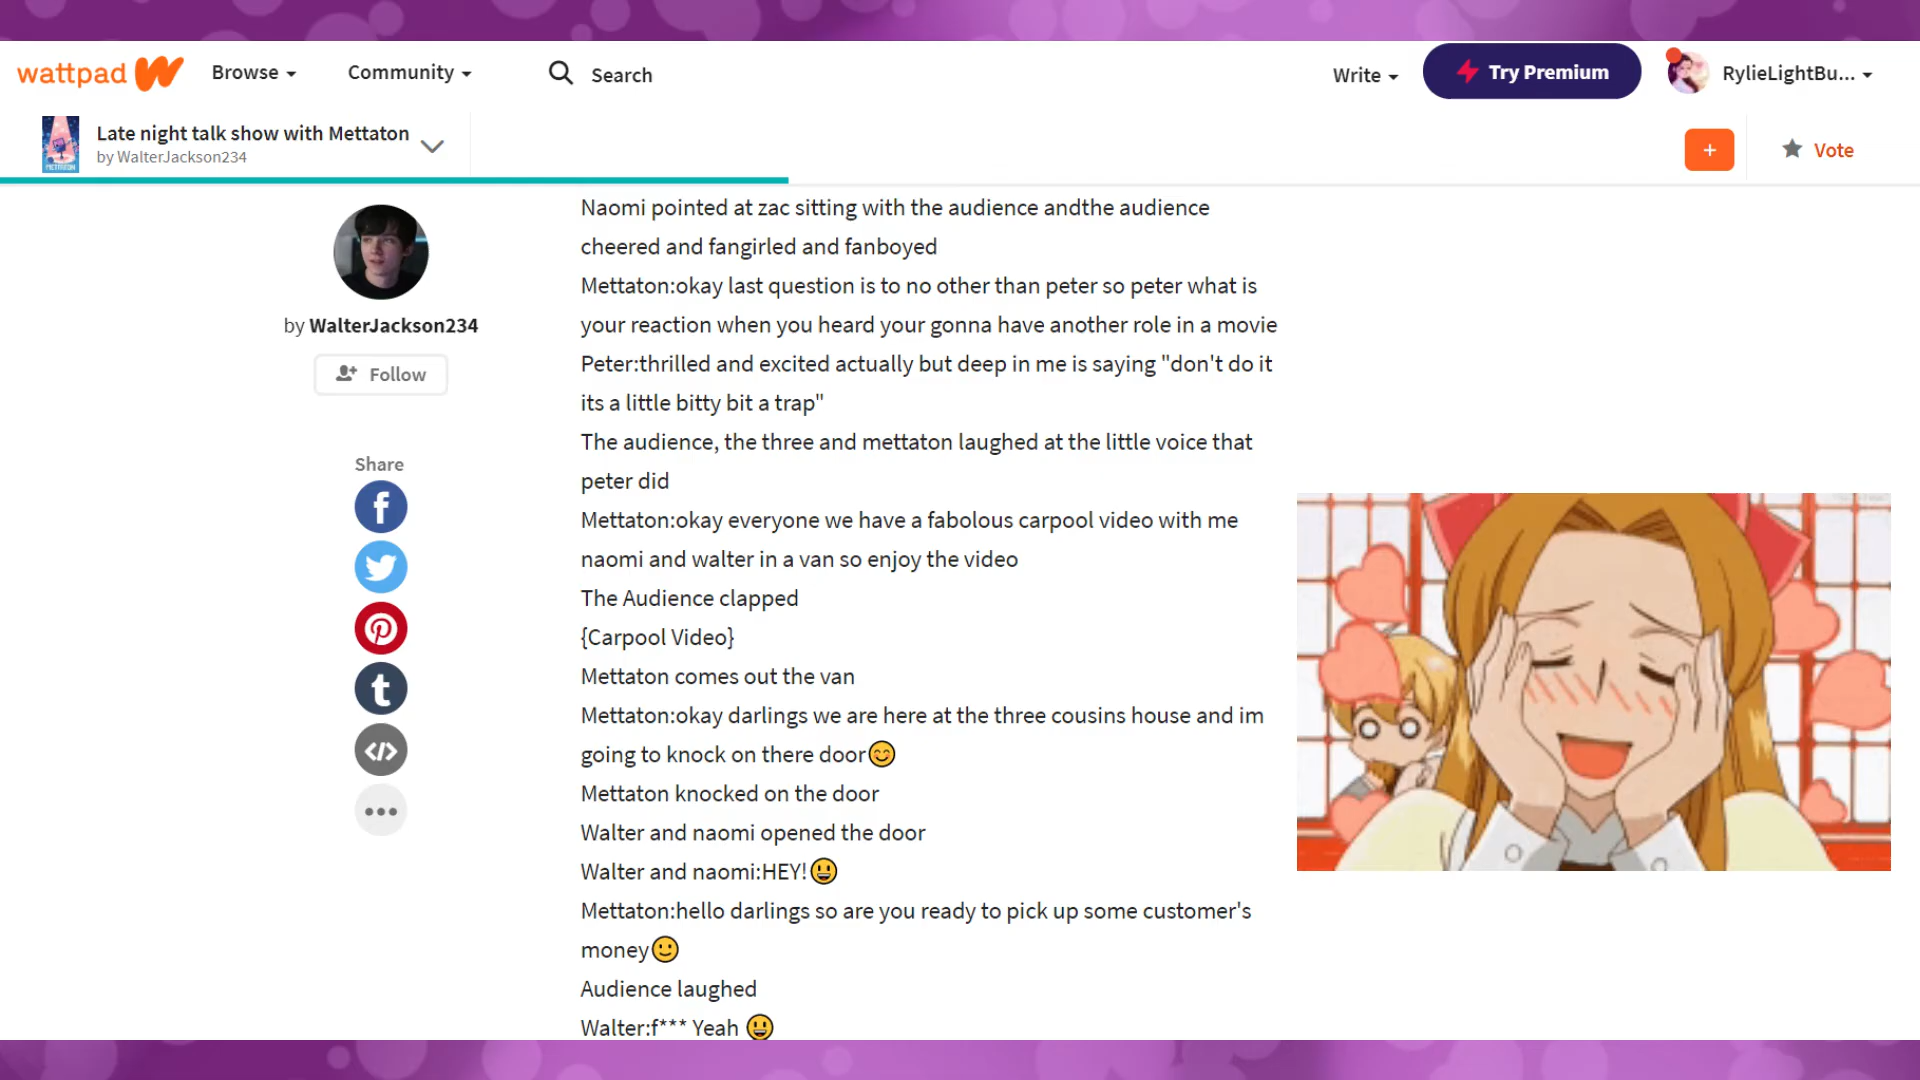 wattpad
Browse
Community
Search
Write
Try Premium
RylieLightBu...
Late night talk show with Mettaton
by WalterJackson234
METTATON
+
Vote
by WalterJackson234
Follow
Share
Naomi pointed at zac sitting with the audience andthe audience
cheered and fangirled and fanboyed
Mettaton:okay last question is to no other than peter so peter what is
your reaction when you heard your gonna have another role in a movie
Peter:thrilled and excited actually but deep in me is saying "don't do it
its a little bitty bit a trap"
The audience, the three and mettaton laughed at the little voice that
peter did
Mettaton:okay everyone we have a fabolous carpool video with me
naomi and walter in a van so enjoy the video
The Audience clapped
{Carpool Video}
Mettaton comes out the van
Mettaton:okay darlings we are here at the three cousins house and im
going to knock on there door😊
Mettaton knocked on the door
Walter and naomi opened the door
Walter and naomi:HEY!😃
Mettaton:hello darlings so are you ready to pick up some customer's
money🙂
Audience laughed
Walter:f*** Yeah 😃